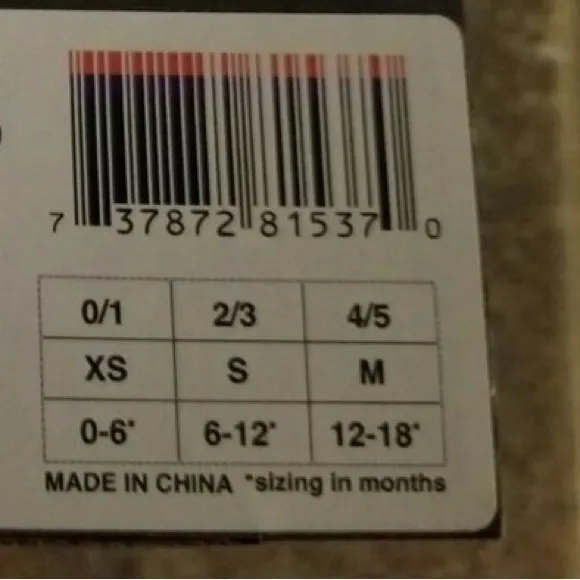 7 37872 81537 0
0/1 2/3 4/5
XS S M
0-6* 6-12* 12-18*
MADE IN CHINA *sizing in months